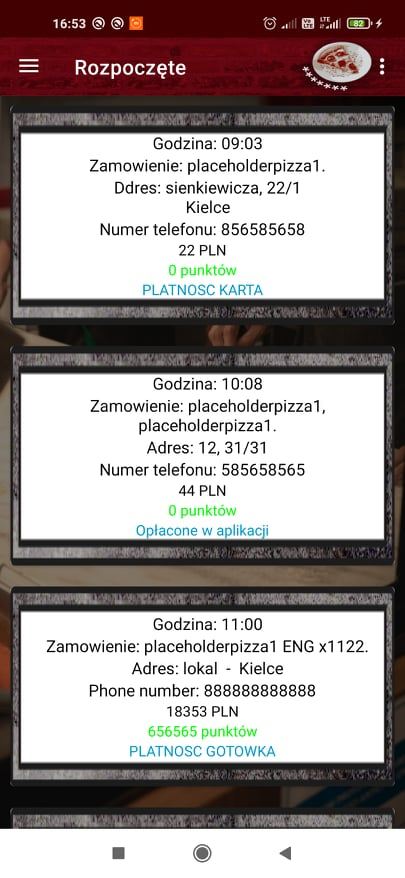 16:53
LTE
82
Rozpoczęte
Godzina: 09:03
Zamowienie: placeholderpizza1.
Ddres: sienkiewicza, 22/1
Kielce
Numer telefonu: 856585658
22 PLN
0 punktów
PLATNOSC KARTA
Godzina: 10:08
Zamowienie: placeholderpizza1,
placeholderpizza1.
Adres: 12, 31/31
Numer telefonu: 585658565
44 PLN
0 punktów
Opłacone w aplikacji
Godzina: 11:00
Zamowienie: placeholderpizza1 ENG x1122.
Adres: lokal - Kielce
Phone number: 888888888888
18353 PLN
656565 punktów
PLATNOSC GOTOWKA